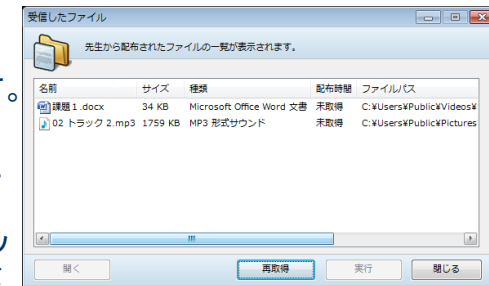 受信したファイル
先生から配布されたファイルの一覧が表示されます。
名前 サイズ 種類 配布時間 ファイルパス
課題1.docx 34 KB Microsoft Office Word 文書 未取得 C:¥Users¥Public¥Videos¥
02 トラック 2.mp3 1759 KB MP3 形式サウンド 未取得 C:¥Users¥Public¥Pictures
開く 再取得 実行 閉じる